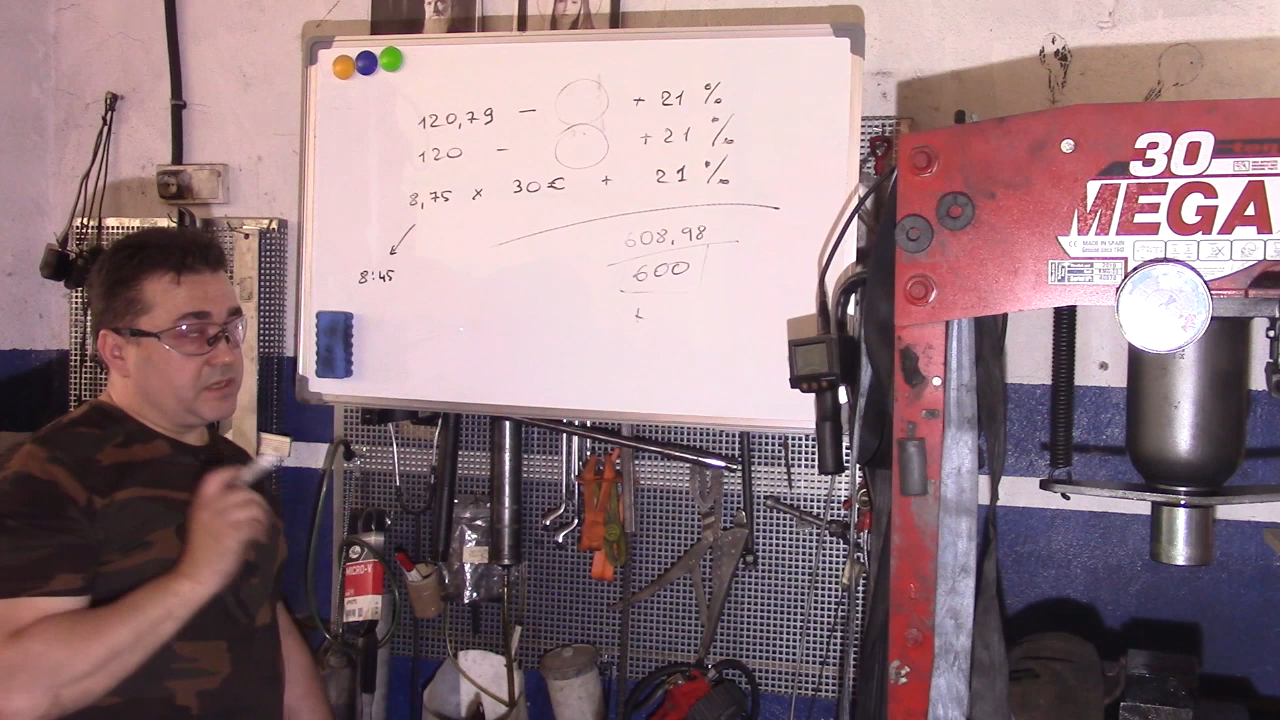 120,79 - + 21 %
120 - + 21 %
8,75 x 30€ + 21 %
8:45
608,98
600
+
30
MEGA
MADE IN SPAIN
MICRO-V